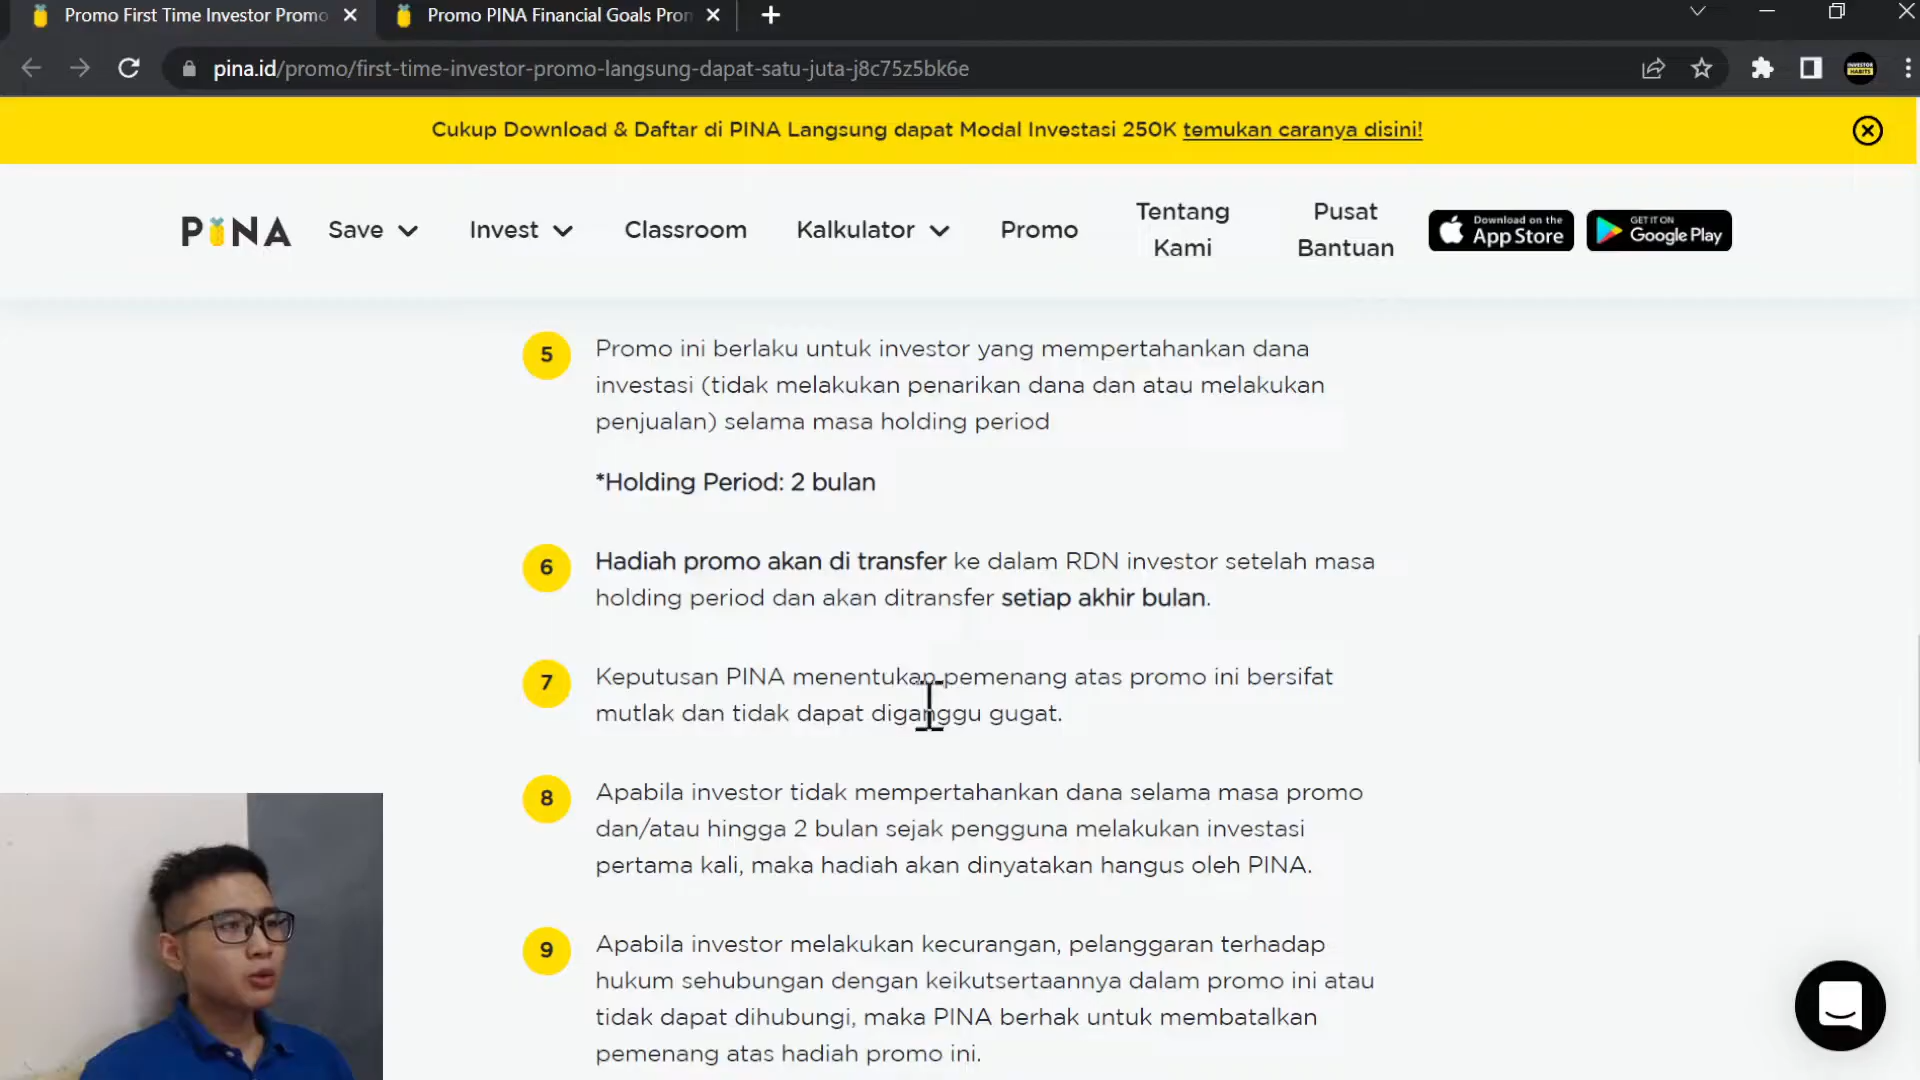 Promo First Time Investor Promo
Promo PINA Financial Goals Pron
pina.id/promo/first-time-investor-promo-langsung-dapat-satu-juta-j8c75z5bk6e
INVESTOR
HABITS
Cukup Download & Daftar di PINA Langsung dapat Modal Investasi 250K temukan caranya disini!
PINA
Save
Invest
Classroom
Kalkulator
Promo
Tentang
Kami
Pusat
Bantuan
Download on the
App Store
GET IT ON
Google Play
5
Promo ini berlaku untuk investor yang mempertahankan dana
investasi (tidak melakukan penarikan dana dan atau melakukan
penjualan) selama masa holding period
*Holding Period: 2 bulan
6
Hadiah promo akan di transfer ke dalam RDN investor setelah masa
holding period dan akan ditransfer setiap akhir bulan.
7
Keputusan PINA menentukan pemenang atas promo ini bersifat
mutlak dan tidak dapat diganggu gugat.
8
Apabila investor tidak mempertahankan dana selama masa promo
dan/atau hingga 2 bulan sejak pengguna melakukan investasi
pertama kali, maka hadiah akan dinyatakan hangus oleh PINA.
9
Apabila investor melakukan kecurangan, pelanggaran terhadap
hukum sehubungan dengan keikutsertaannya dalam promo ini atau
tidak dapat dihubungi, maka PINA berhak untuk membatalkan
pemenang atas hadiah promo ini.